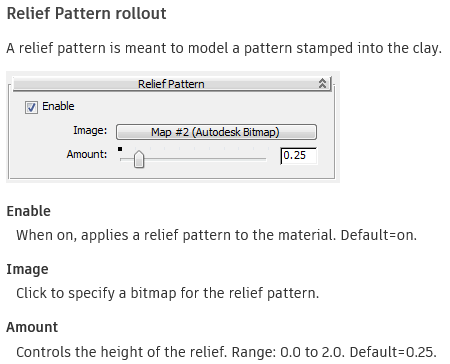 Relief Pattern rollout
A relief pattern is meant to model a pattern stamped into the clay.
Relief Pattern
Enable
Image: Map #2 (Autodesk Bitmap)
Amount: 0.25
Enable
When on, applies a relief pattern to the material. Default=on.
Image
Click to specify a bitmap for the relief pattern.
Amount
Controls the height of the relief. Range: 0.0 to 2.0. Default=0.25.